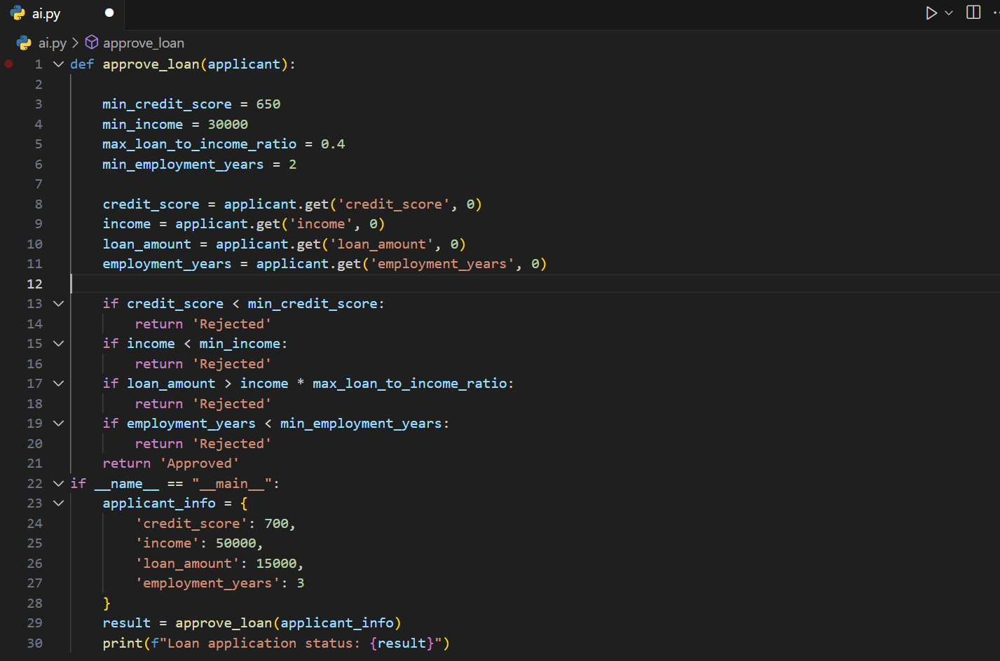 ai.py
ai.py > approve_loan
1 def approve_loan(applicant):
2
3     min_credit_score = 650
4     min_income = 30000
5     max_loan_to_income_ratio = 0.4
6     min_employment_years = 2
7
8     credit_score = applicant.get('credit_score', 0)
9     income = applicant.get('income', 0)
10     loan_amount = applicant.get('loan_amount', 0)
11     employment_years = applicant.get('employment_years', 0)
12
13     if credit_score < min_credit_score:
14         return 'Rejected'
15     if income < min_income:
16         return 'Rejected'
17     if loan_amount > income * max_loan_to_income_ratio:
18         return 'Rejected'
19     if employment_years < min_employment_years:
20         return 'Rejected'
21     return 'Approved'
22 if __name__ == "__main__":
23     applicant_info = {
24         'credit_score': 700,
25         'income': 50000,
26         'loan_amount': 15000,
27         'employment_years': 3
28     }
29     result = approve_loan(applicant_info)
30     print(f"Loan application status: {result}")